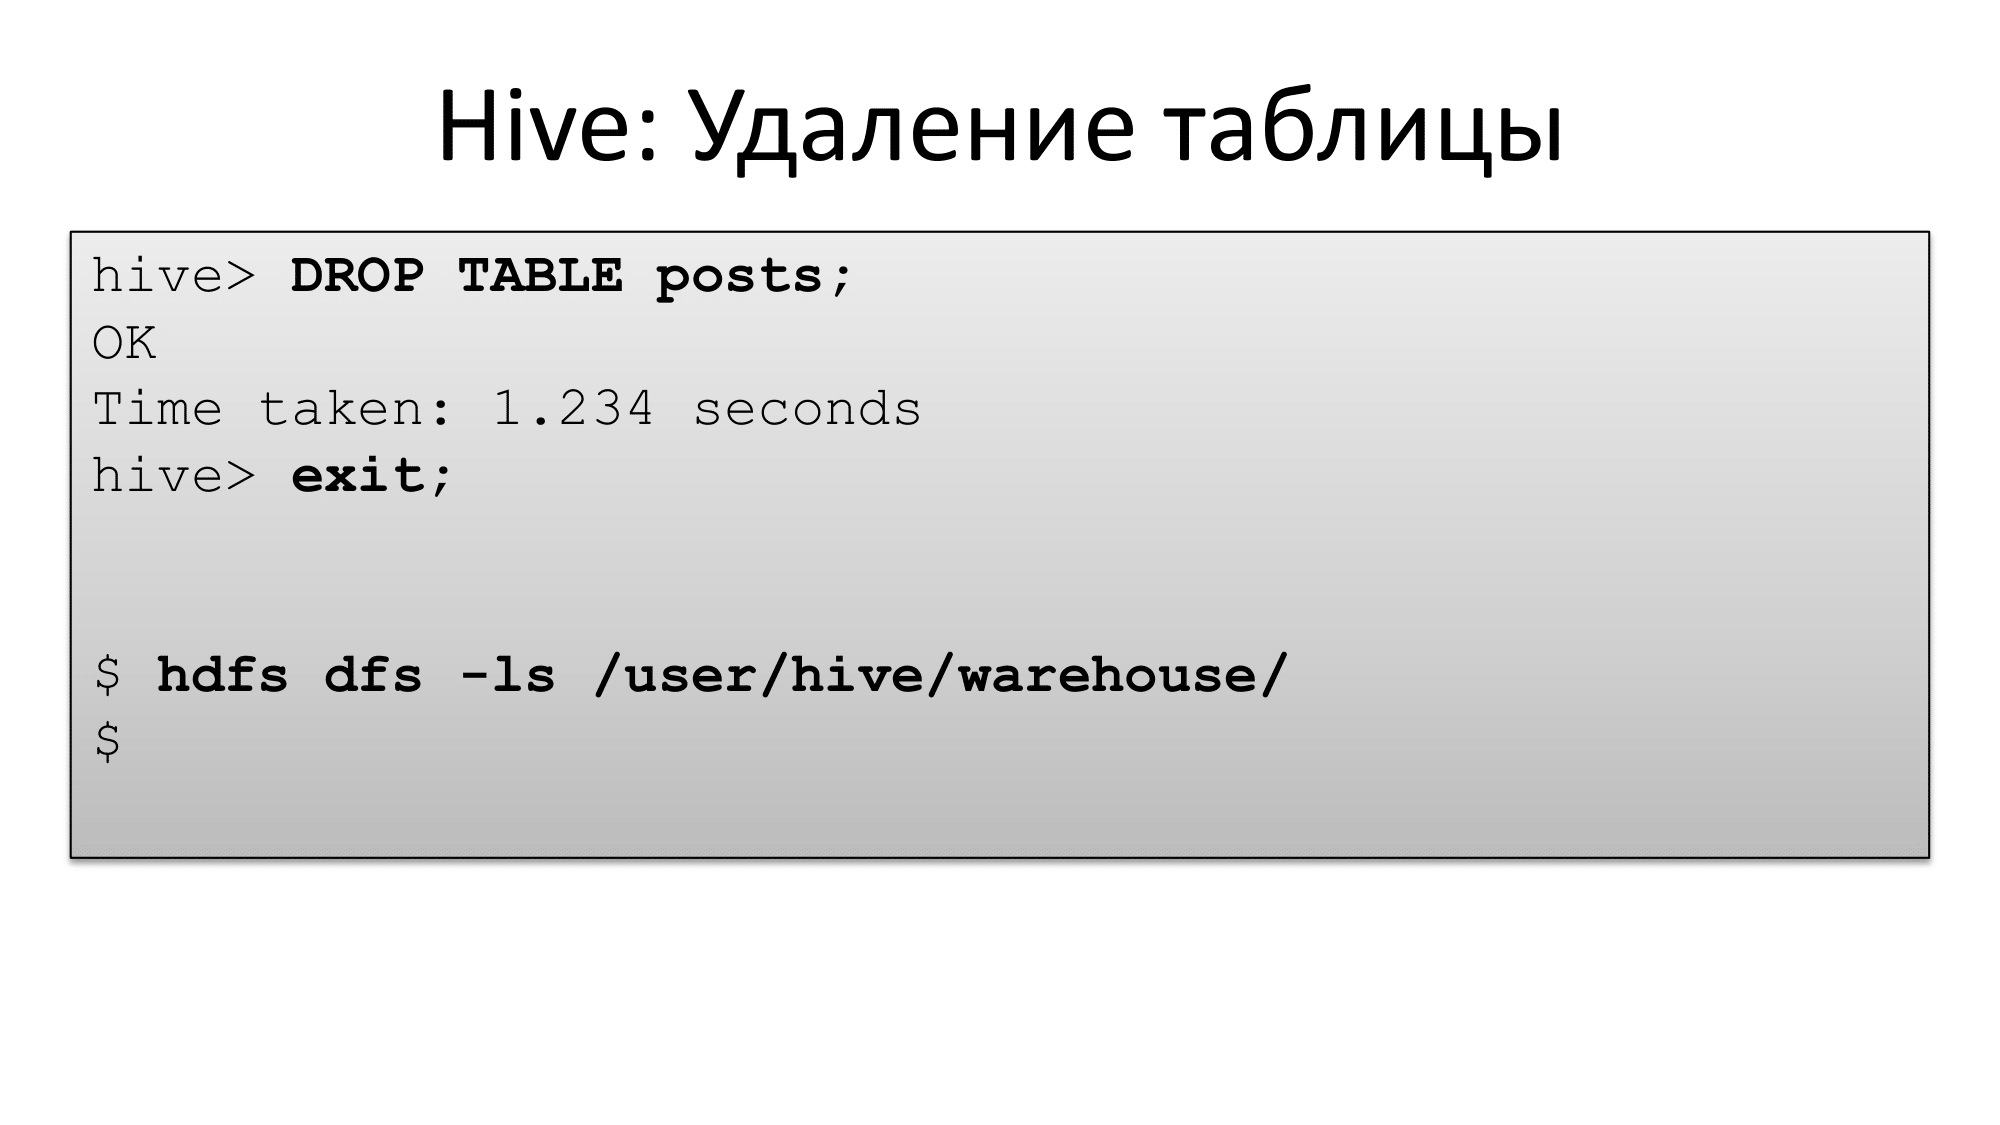 Hive: Удаление таблицы
hive> DROP TABLE posts;
OK
Time taken: 1.234 seconds
hive> exit;
$ hdfs dfs -ls /user/hive/warehouse/
$